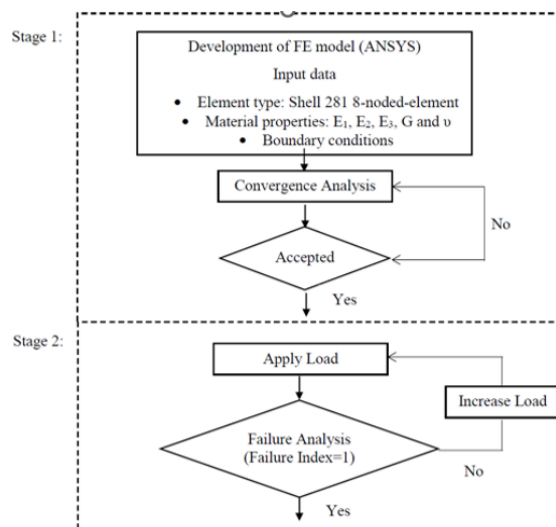 Stage 1:
Development of FE model (ANSYS)
Input data
• Element type: Shell 281 8-noded-element
• Material properties: E₁, E₂, E₃, G and υ
• Boundary conditions
Convergence Analysis
No
Accepted
Yes
Stage 2:
Apply Load
Increase Load
Failure Analysis
(Failure Index=1)
No
Yes